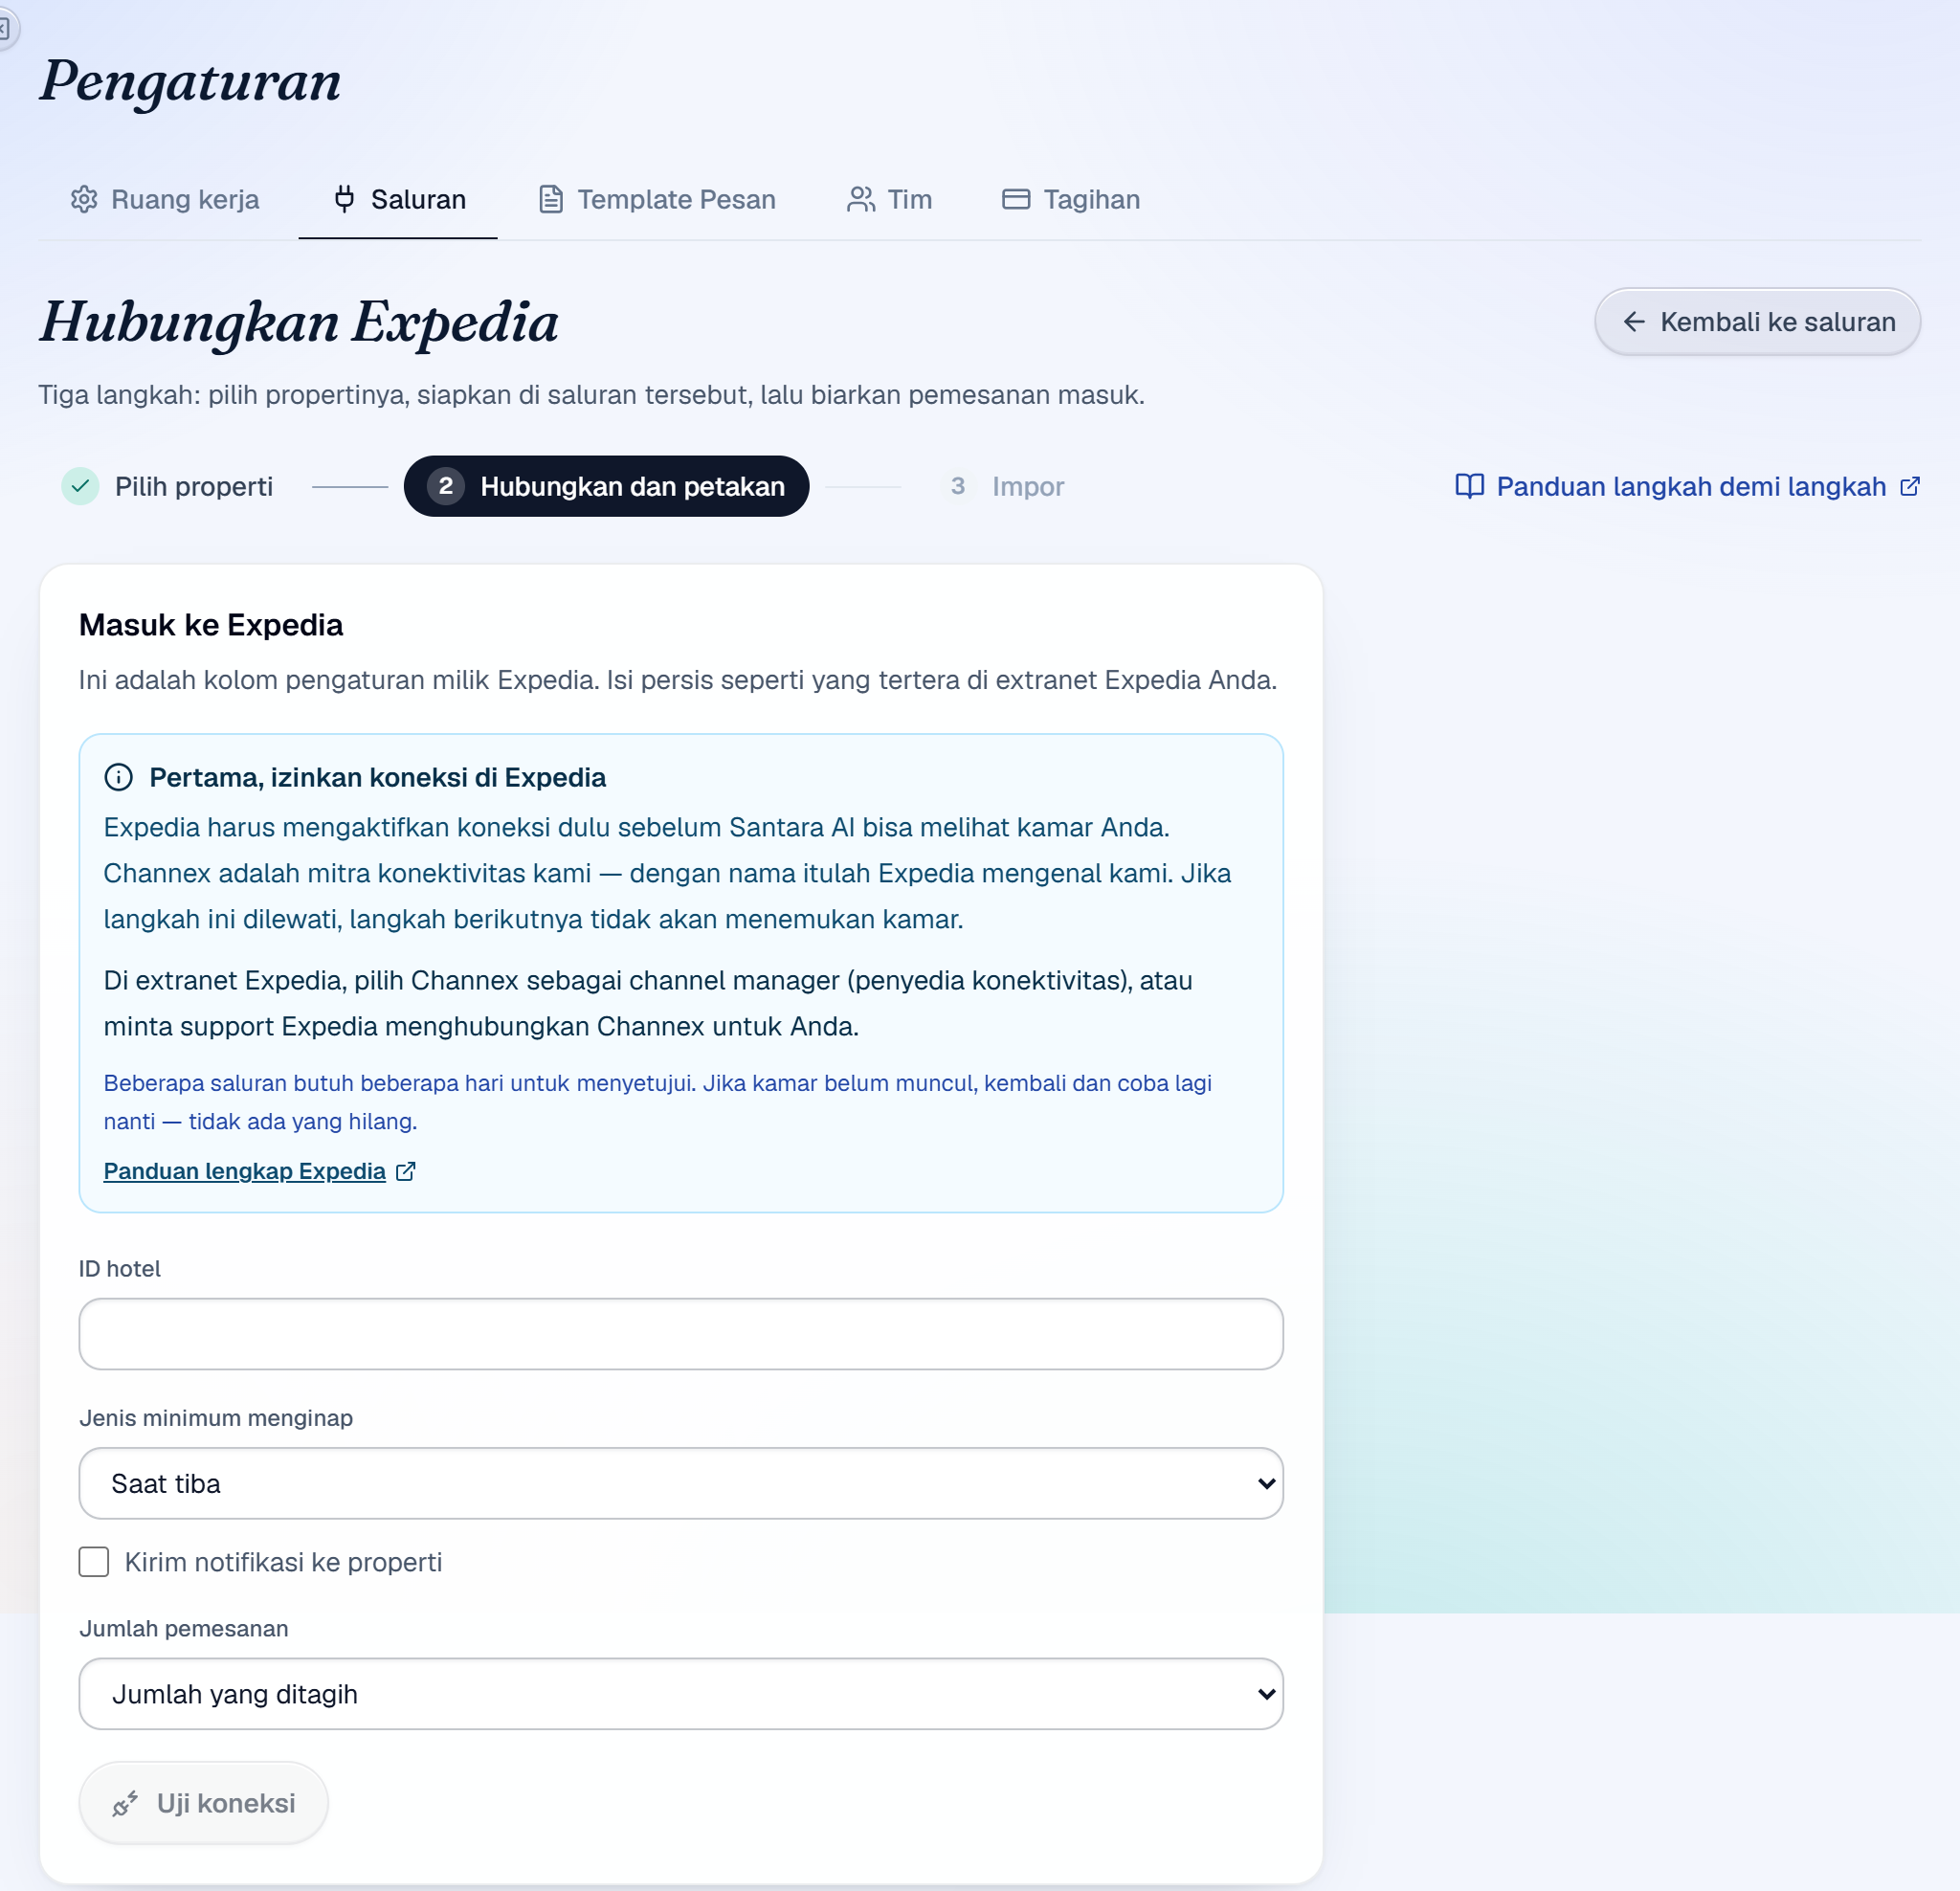 Pengaturan
Ruang kerja
Saluran
Template Pesan
Tim
Tagihan
Hubungkan Expedia
Kembali ke saluran
Tiga langkah: pilih propertinya, siapkan di saluran tersebut, lalu biarkan pemesanan masuk.
Pilih properti
2 Hubungkan dan petakan
3 Impor
Panduan langkah demi langkah
Masuk ke Expedia
Ini adalah kolom pengaturan milik Expedia. Isi persis seperti yang tertera di extranet Expedia Anda.
Pertama, izinkan koneksi di Expedia
Expedia harus mengaktifkan koneksi dulu sebelum Santara AI bisa melihat kamar Anda.
Channex adalah mitra konektivitas kami — dengan nama itulah Expedia mengenal kami. Jika
langkah ini dilewati, langkah berikutnya tidak akan menemukan kamar.
Di extranet Expedia, pilih Channex sebagai channel manager (penyedia konektivitas), atau
minta support Expedia menghubungkan Channex untuk Anda.
Beberapa saluran butuh beberapa hari untuk menyetujui. Jika kamar belum muncul, kembali dan coba lagi
nanti — tidak ada yang hilang.
Panduan lengkap Expedia
ID hotel
Jenis minimum menginap
Saat tiba
Kirim notifikasi ke properti
Jumlah pemesanan
Jumlah yang ditagih
Uji koneksi